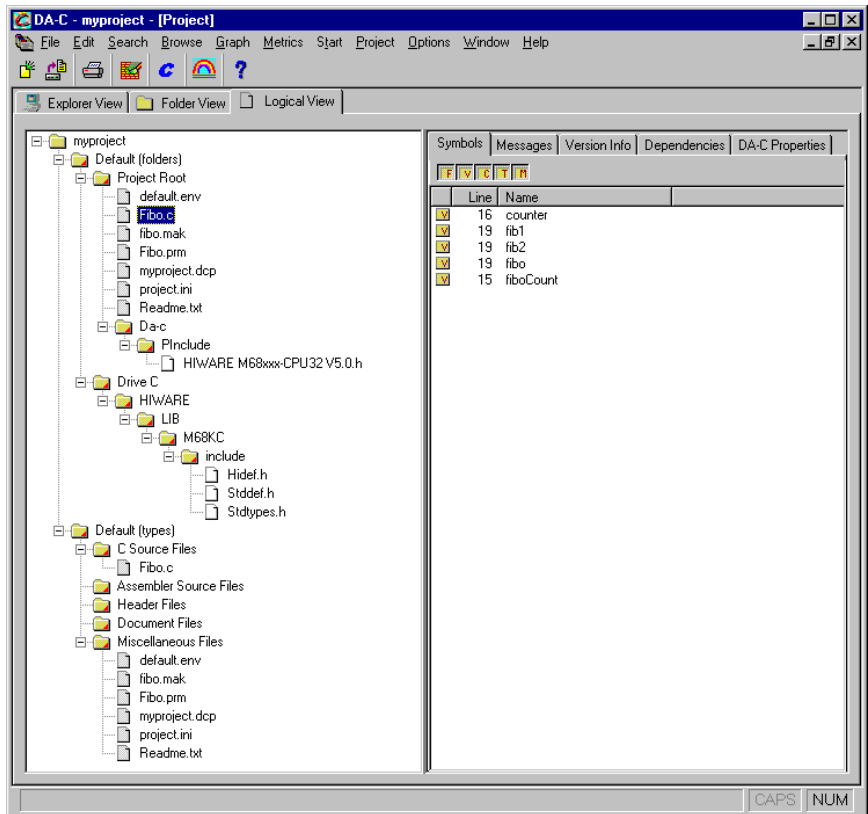 DA-C - myproject - [Project]
File Edit Search Browse Graph Metrics Start Project Options Window Help
Explorer View Folder View Logical View
myproject
Default (folders)
Project Root
default.env
Fibo.c
fibo.mak
Fibo.prm
myproject.dcp
project.ini
Readme.txt
Da-c
PInclude
HIWARE M68xxx-CPU32 V5.0.h
Drive C
HIWARE
LIB
M68KC
include
Hidef.h
Stddef.h
Stdtypes.h
Default (types)
C Source Files
Fibo.c
Assembler Source Files
Header Files
Document Files
Miscellaneous Files
default.env
fibo.mak
Fibo.prm
myproject.dcp
project.ini
Readme.txt
Symbols Messages Version Info Dependencies DA-C Properties
F V C T M
Line Name
V 16 counter
V 19 fib1
V 19 fib2
V 19 fibo
V 15 fiboCount
CAPS NUM